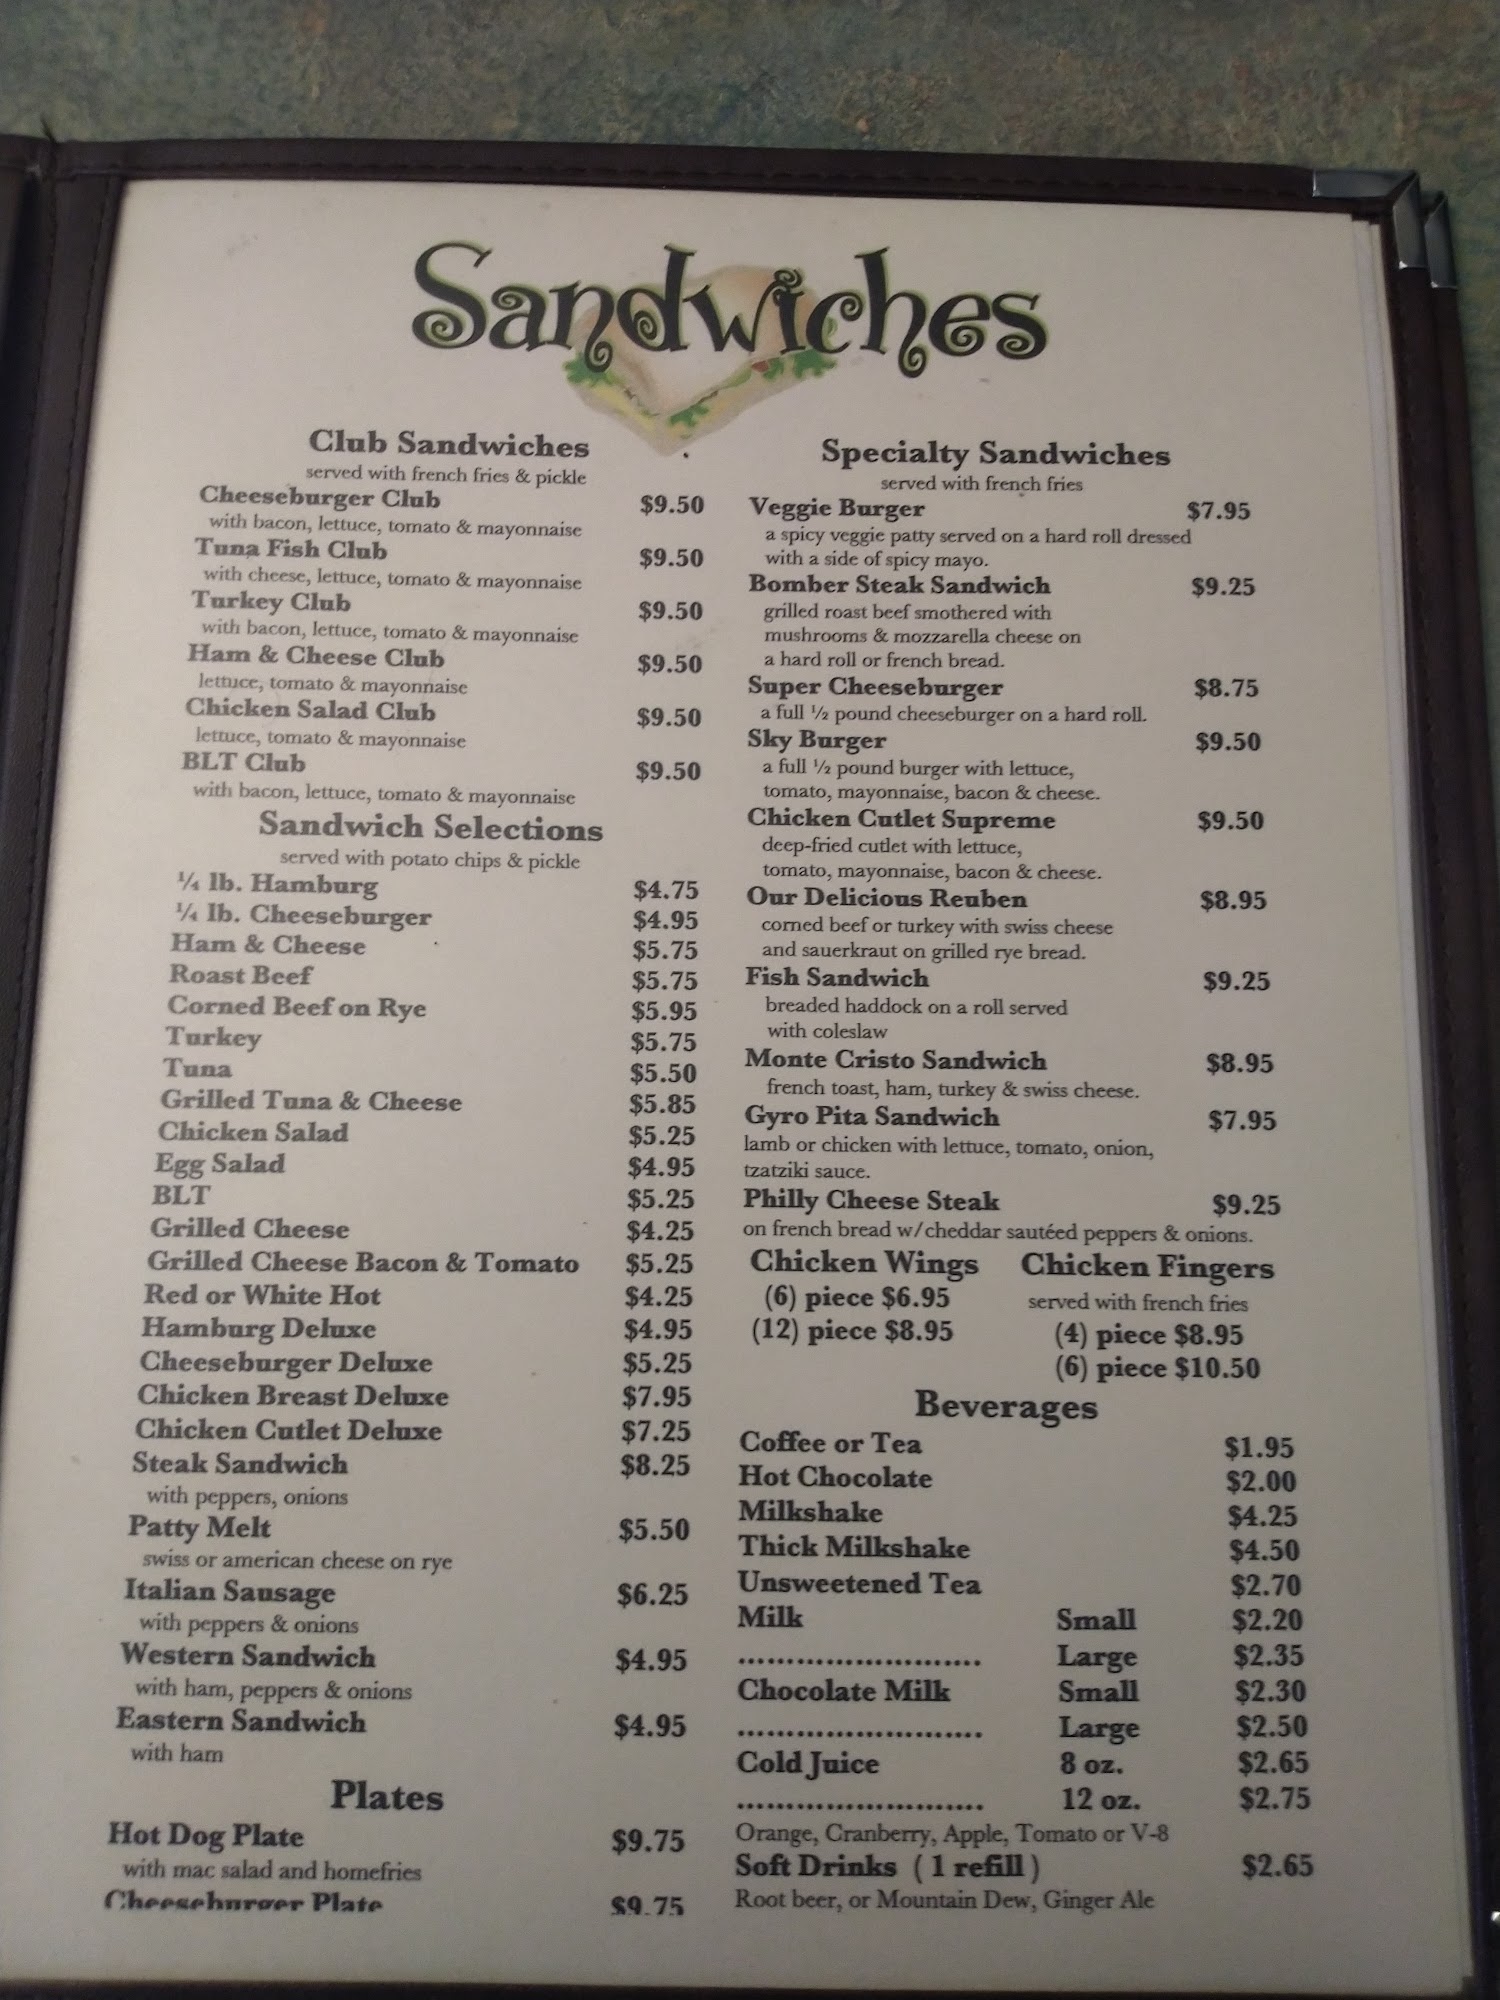 Sandwiches
Club Sandwiches
served with french fries & pickle
Cheeseburger Club $9.50
with bacon, lettuce, tomato & mayonnaise
Tuna Fish Club $9.50
with cheese, lettuce, tomato & mayonnaise
Turkey Club $9.50
with bacon, lettuce, tomato & mayonnaise
Ham & Cheese Club $9.50
lettuce, tomato & mayonnaise
Chicken Salad Club $9.50
lettuce, tomato & mayonnaise
BLT Club $9.50
with bacon, lettuce, tomato & mayonnaise
Sandwich Selections
served with potato chips & pickle
¼ lb. Hamburg $4.75
¼ lb. Cheeseburger $4.95
Ham & Cheese $5.75
Roast Beef $5.75
Corned Beef on Rye $5.95
Turkey $5.75
Tuna $5.50
Grilled Tuna & Cheese $5.85
Chicken Salad $5.25
Egg Salad $4.95
BLT $5.25
Grilled Cheese $4.25
Grilled Cheese Bacon & Tomato $5.25
Red or White Hot $4.25
Hamburg Deluxe $4.95
Cheeseburger Deluxe $5.25
Chicken Breast Deluxe $7.95
Chicken Cutlet Deluxe $7.25
Steak Sandwich $8.25
with peppers, onions
Patty Melt $5.50
swiss or american cheese on rye
Italian Sausage $6.25
with peppers & onions
Western Sandwich $4.95
with ham, peppers & onions
Eastern Sandwich $4.95
with ham
Plates
Hot Dog Plate $9.75
with mac salad and homefries
Cheeseburger Plate $9.75
Specialty Sandwiches
served with french fries
Veggie Burger $7.95
a spicy veggie patty served on a hard roll dressed
with a side of spicy mayo.
Bomber Steak Sandwich $9.25
grilled roast beef smothered with
mushrooms & mozzarella cheese on
a hard roll or french bread.
Super Cheeseburger $8.75
a full ½ pound cheeseburger on a hard roll.
Sky Burger $9.50
a full ½ pound burger with lettuce,
tomato, mayonnaise, bacon & cheese.
Chicken Cutlet Supreme $9.50
deep-fried cutlet with lettuce,
tomato, mayonnaise, bacon & cheese.
Our Delicious Reuben $8.95
corned beef or turkey with swiss cheese
and sauerkraut on grilled rye bread.
Fish Sandwich $9.25
breaded haddock on a roll served
with coleslaw
Monte Cristo Sandwich $8.95
french toast, ham, turkey & swiss cheese.
Gyro Pita Sandwich $7.95
lamb or chicken with lettuce, tomato, onion,
tzatziki sauce.
Philly Cheese Steak $9.25
on french bread w/cheddar sautéed peppers & onions.
Chicken Wings
(6) piece $6.95
(12) piece $8.95
Chicken Fingers
served with french fries
(4) piece $8.95
(6) piece $10.50
Beverages
Coffee or Tea $1.95
Hot Chocolate $2.00
Milkshake $4.25
Thick Milkshake $4.50
Unsweetened Tea $2.70
Milk Small $2.20
......................... Large $2.35
Chocolate Milk Small $2.30
......................... Large $2.50
Cold Juice 8 oz. $2.65
......................... 12 oz. $2.75
Orange, Cranberry, Apple, Tomato or V-8
Soft Drinks ( 1 refill ) $2.65
Root beer, or Mountain Dew, Ginger Ale